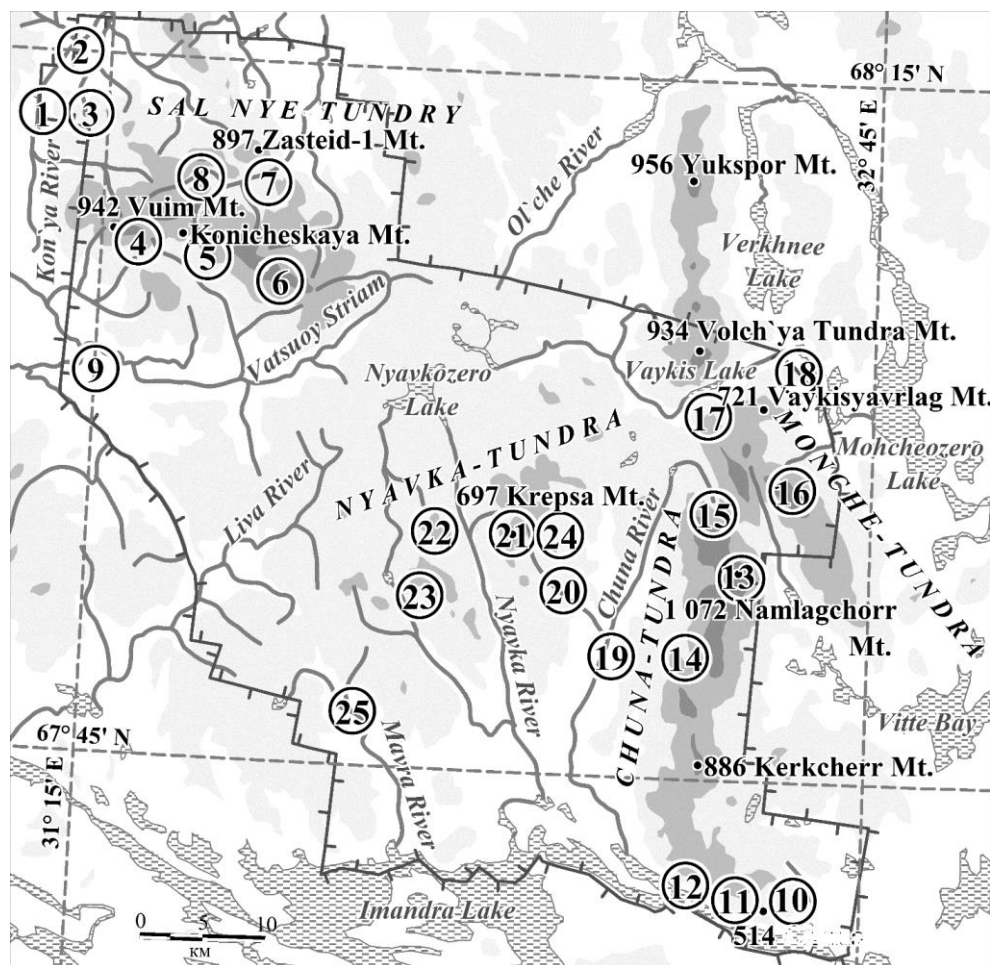 2
68° 15' N
1
3
SAL NYE-TUNDRY
32° 45' E
897 Zasteid-1 Mt.
956 Yukspor Mt.
8
7
Ol`che River
Kon`ya River
942 Vuim Mt.
4
Konicheskaya Mt.
5
6
Verkhnee
Lake
Vatsuoy Striam
934 Volch`ya Tundra Mt.
9
Nyavkozero
Lake
Vaykis Lake
18
17
721 Vaykisyavrlag Mt.
NYAVKA-TUNDRA
MONCHE-TUNDRA
Mohcheozero
Lake
Liva River
697 Krepsa Mt.
16
15
22
21
24
Chuna River
CHUNA-TUNDRA
13
23
20
1 072 Namlagchorr
Mt.
Nyavka River
19
14
25
Mavra River
Vitte Bay
67° 45' N
31° 15' E
886 Kerkcherr Mt.
12
11
10
514
Imandra Lake
0 5 10
км